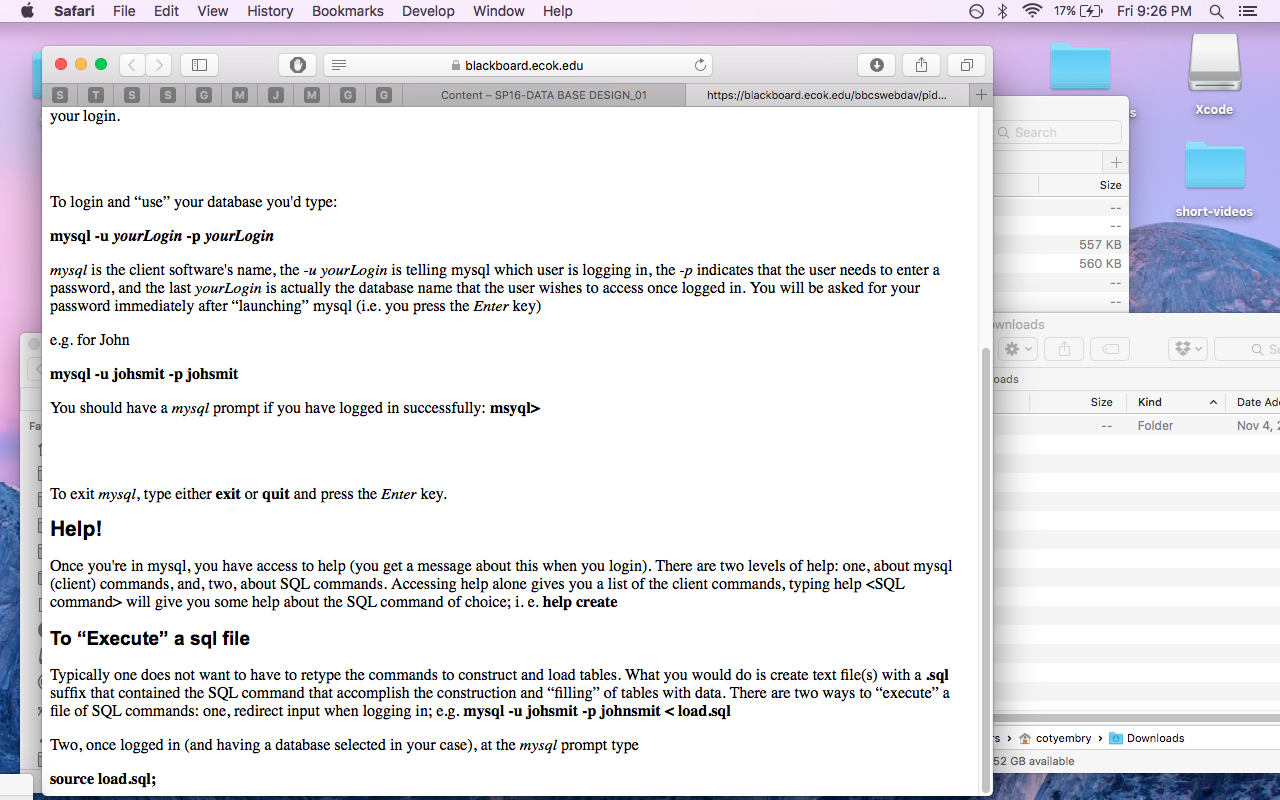 Safari File Edit View History Bookmarks Develop Window Help 17% Fri 9:26 PM
blackboard.ecok.edu
S T S S G M J M G G Content – SP16-DATA BASE DESIGN_01 https://blackboard.ecok.edu/bbcswebdav/pid... +
your login.
To login and “use” your database you'd type:
mysql -u yourLogin -p yourLogin
mysql is the client software's name, the -u yourLogin is telling mysql which user is logging in, the -p indicates that the user needs to enter a
password, and the last yourLogin is actually the database name that the user wishes to access once logged in. You will be asked for your
password immediately after “launching” mysql (i.e. you press the Enter key)
e.g. for John
mysql -u johsmit -p johsmit
You should have a mysql prompt if you have logged in successfully: msyql>
To exit mysql, type either exit or quit and press the Enter key.
Help!
Once you're in mysql, you have access to help (you get a message about this when you login). There are two levels of help: one, about mysql
(client) commands, and, two, about SQL commands. Accessing help alone gives you a list of the client commands, typing help <SQL
command> will give you some help about the SQL command of choice; i. e. help create
To “Execute” a sql file
Typically one does not want to have to retype the commands to construct and load tables. What you would do is create text file(s) with a .sql
suffix that contained the SQL command that accomplish the construction and “filling” of tables with data. There are two ways to “execute” a
file of SQL commands: one, redirect input when logging in; e.g. mysql -u johsmit -p johnsmit < load.sql
Two, once logged in (and having a database selected in your case), at the mysql prompt type
source load.sql;
Fa
s
Xcode
short-videos
Search
+
Size
--
--
557 KB
560 KB
--
--
wnloads
oads
Size Kind Date Ad
-- Folder Nov 4, 2
rs › cotyembry › Downloads
52 GB available